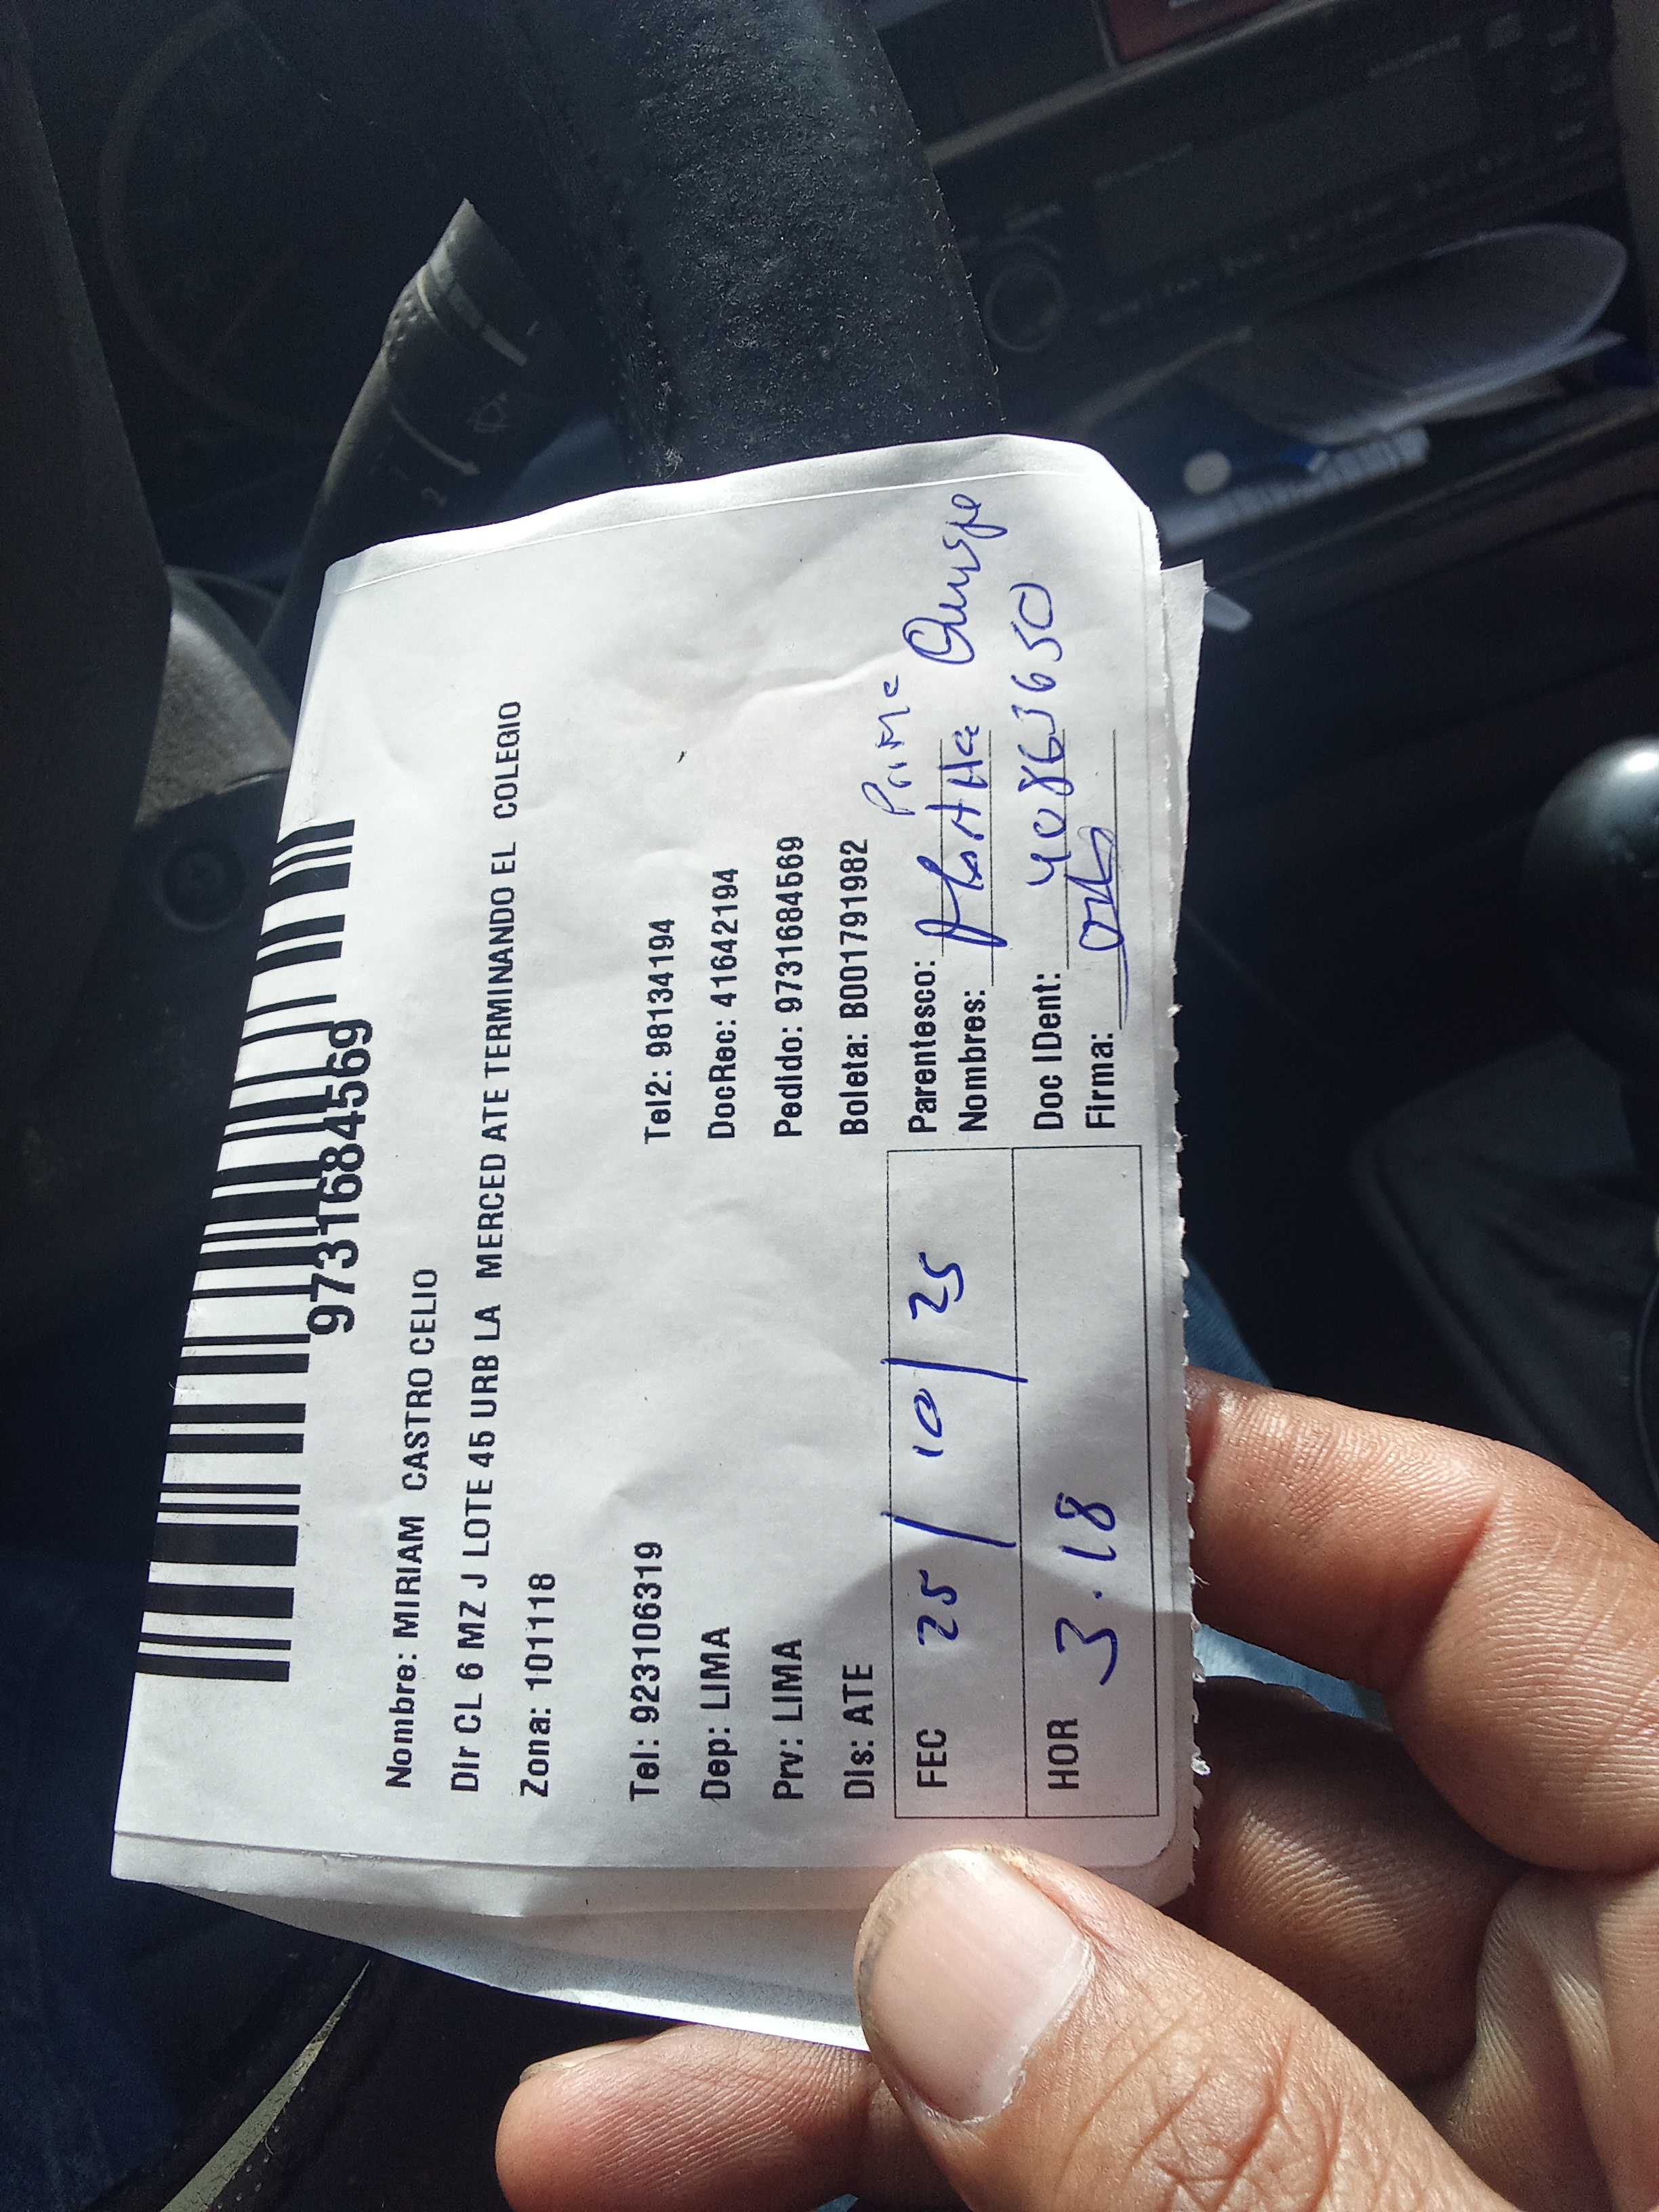 9731684569
Nombre: MIRIAM CASTRO CELIO
Dir CL 6 MZ J LOTE 45 URB LA MERCED ATE TERMINANDO EL COLEGIO
Zona: 101118
Tel: 923106319 Tel2: 98134194
Dep: LIMA DocRec: 41642194
Prv: LIMA Pedido: 9731684569
Dis: ATE Boleta: B001791982
FEC 25/10/25 Parentesco:
Nombres: Quispe
HOR 3.18 Doc IDent: 40863650
Firma: